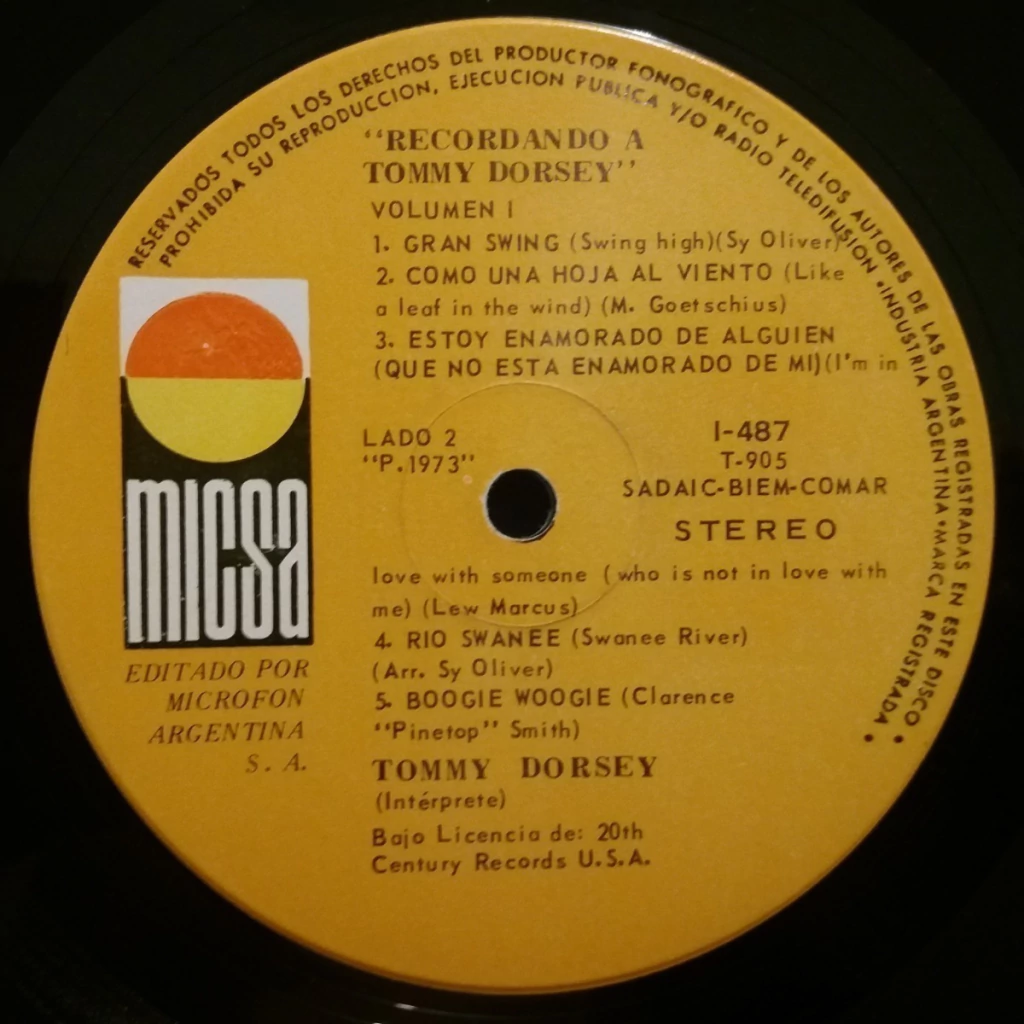 RESERVADOS TODOS LOS DERECHOS DEL PRODUCTOR FONOGRAFICO Y DE LOS AUTORES DE LAS OBRAS REGISTRADAS EN ESTE DISCO •
PROHIBIDA SU REPRODUCCION, EJECUCION PUBLICA Y/O RADIO TELEDIFUSION •INDUSTRIA ARGENTINA•MARCA REGISTRADA •
"RECORDANDO A
TOMMY DORSEY"
VOLUMEN I
1. GRAN SWING (Swing high)(Sy Oliver)
2. COMO UNA HOJA AL VIENTO (Like
a leaf in the wind) (M. Goetschius)
3. ESTOY ENAMORADO DE ALGUIEN
(QUE NO ESTA ENAMORADO DE MI)(I'm in
LADO 2
"P. 1973"
I-487
T-905
SADAIC-BIEM-COMAR
STEREO
love with someone (who is not in love with
me) (Lew Marcus)
4. RIO SWANEE (Swanee River)
(Arr. Sy Oliver)
5. BOOGIE WOOGIE (Clarence
"Pinetop" Smith)
TOMMY DORSEY
(Intérprete)
Bajo Licencia de: 20th
Century Records U.S.A.
micsa
EDITADO POR
MICROFON
ARGENTINA
S. A.